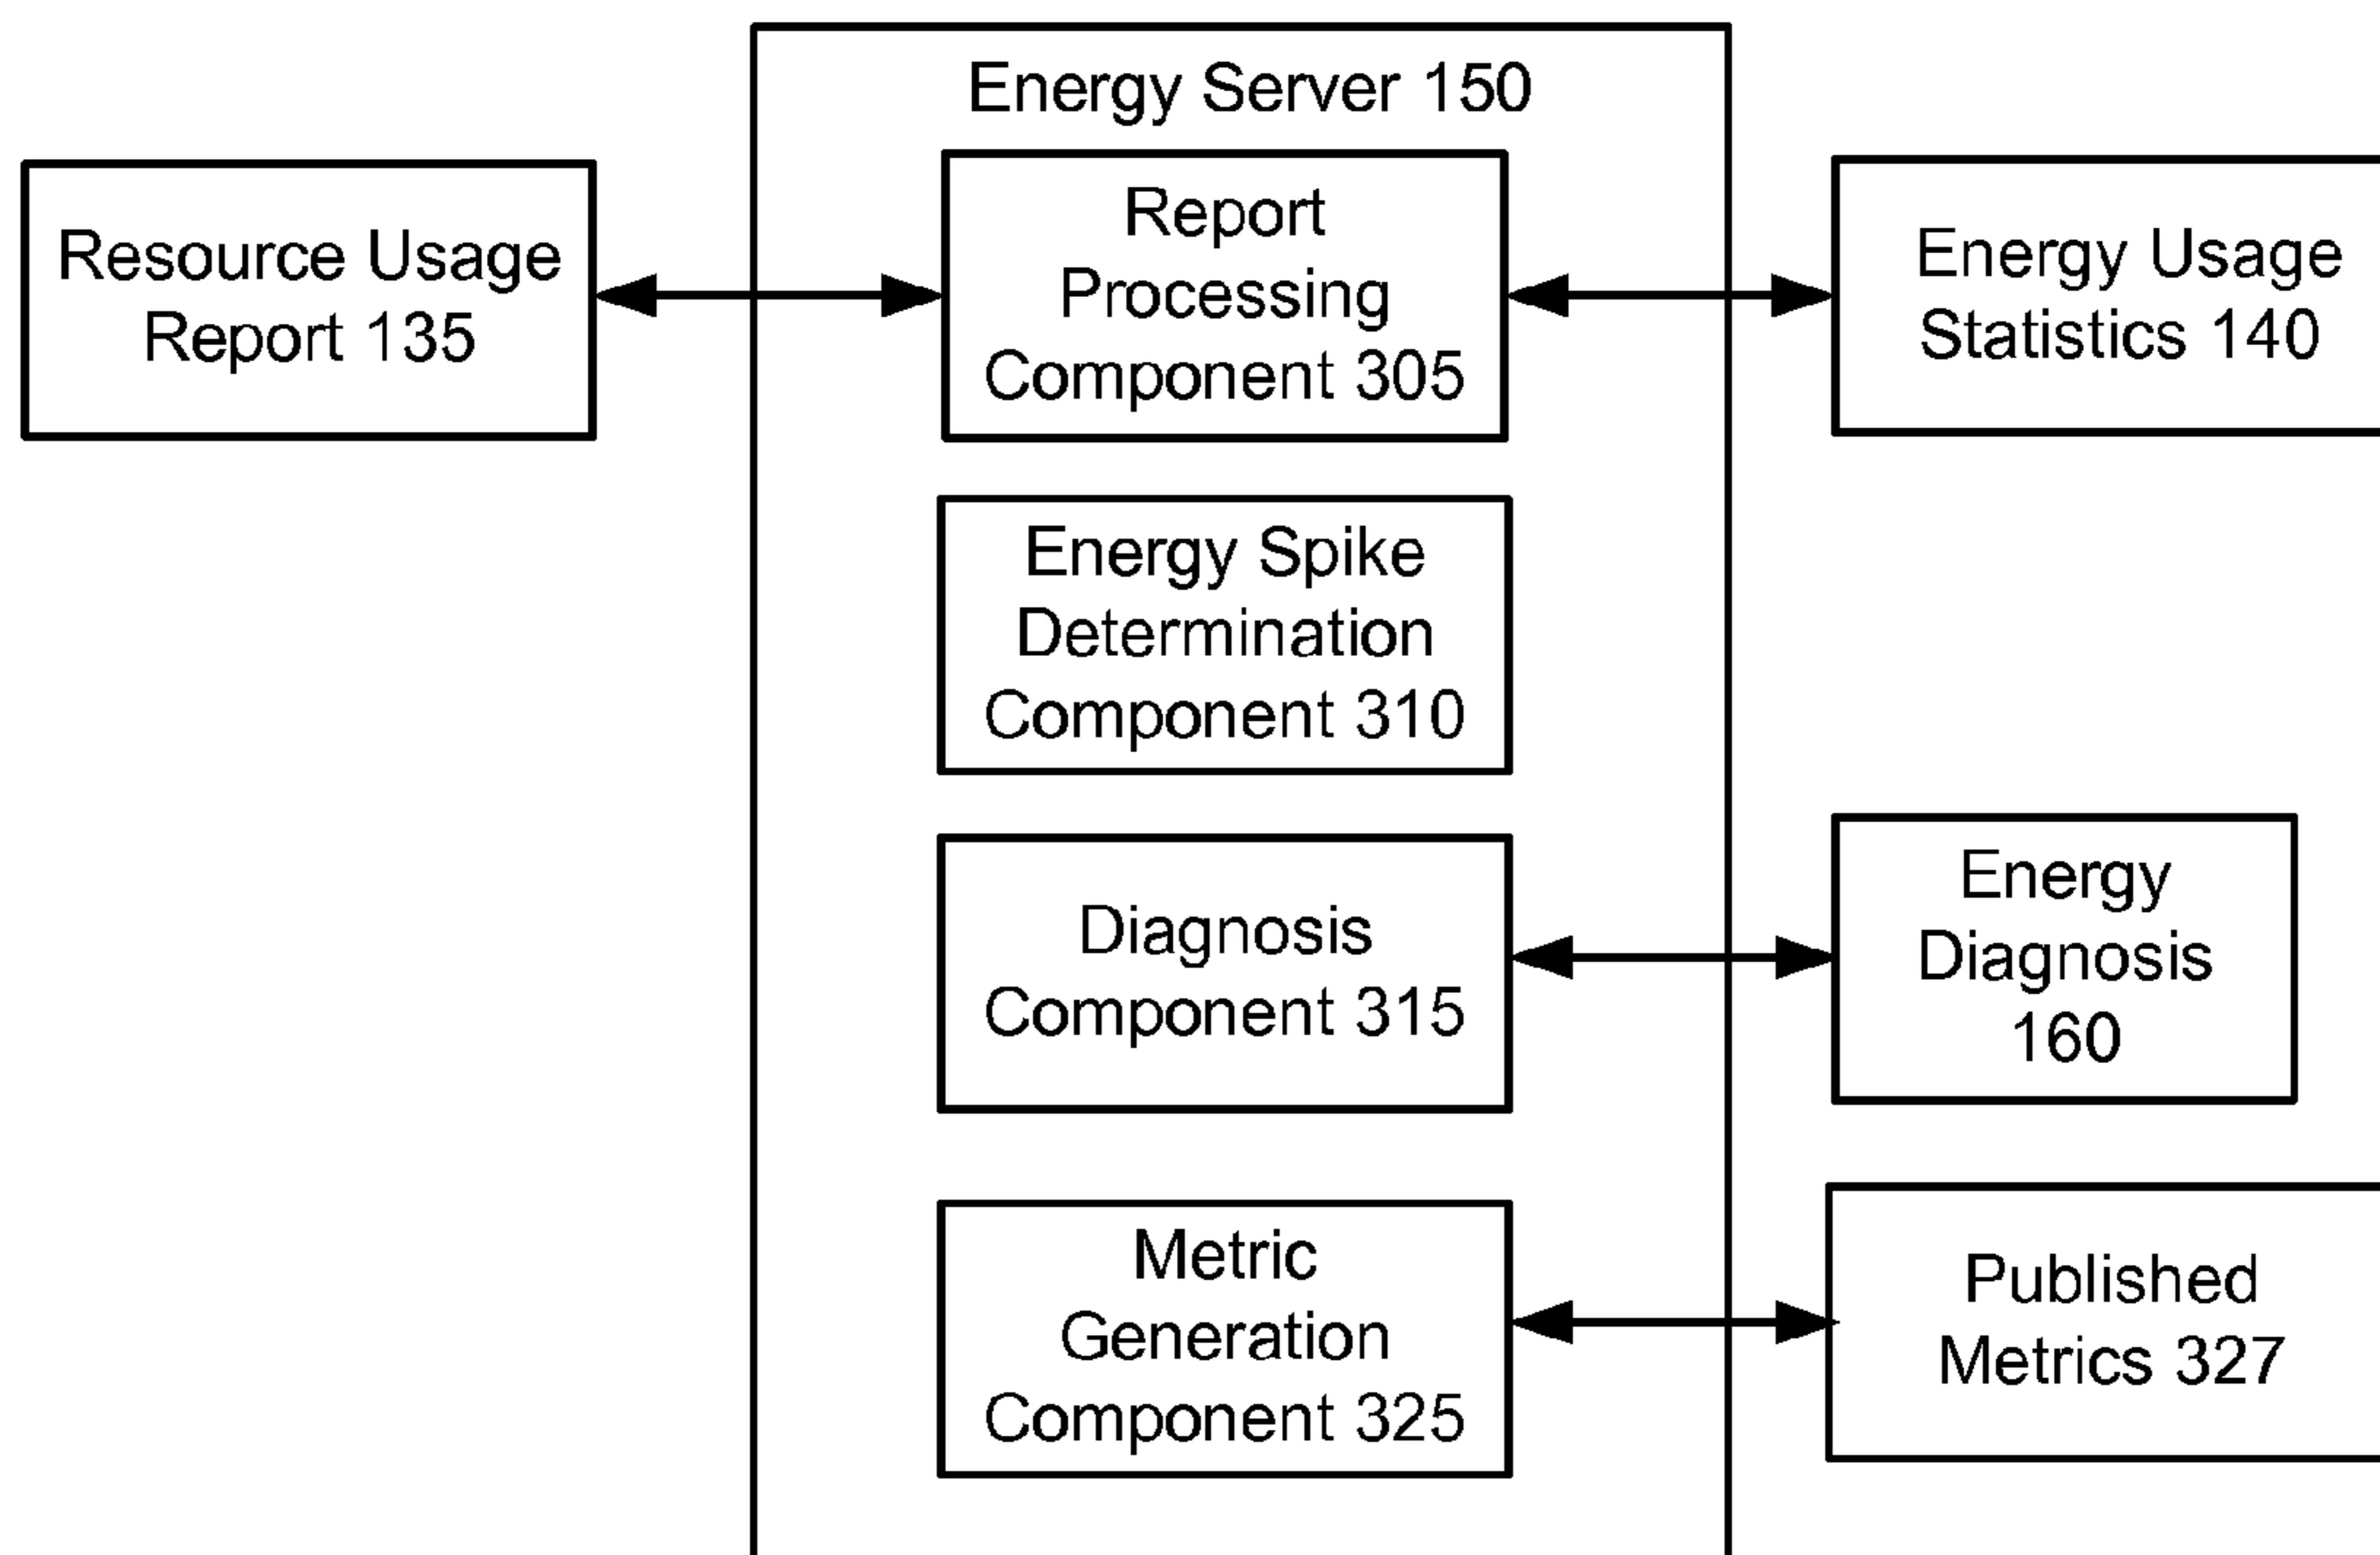 Energy Server 150
Resource Usage
Report 135
Report
Processing
Component 305
Energy Usage
Statistics 140
Energy Spike
Determination
Component 310
Diagnosis
Component 315
Energy
Diagnosis
160
Metric
Generation
Component 325
Published
Metrics 327